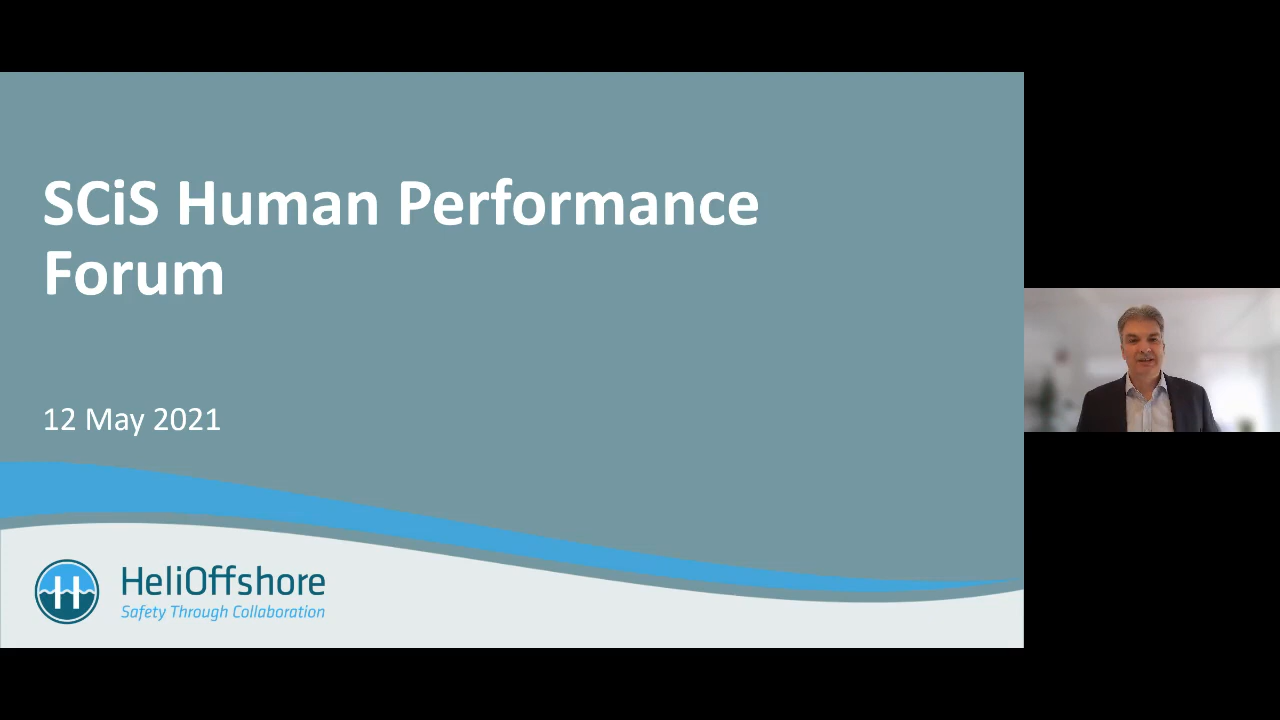 SCiS Human Performance
Forum
12 May 2021
HeliOffshore
Safety Through Collaboration